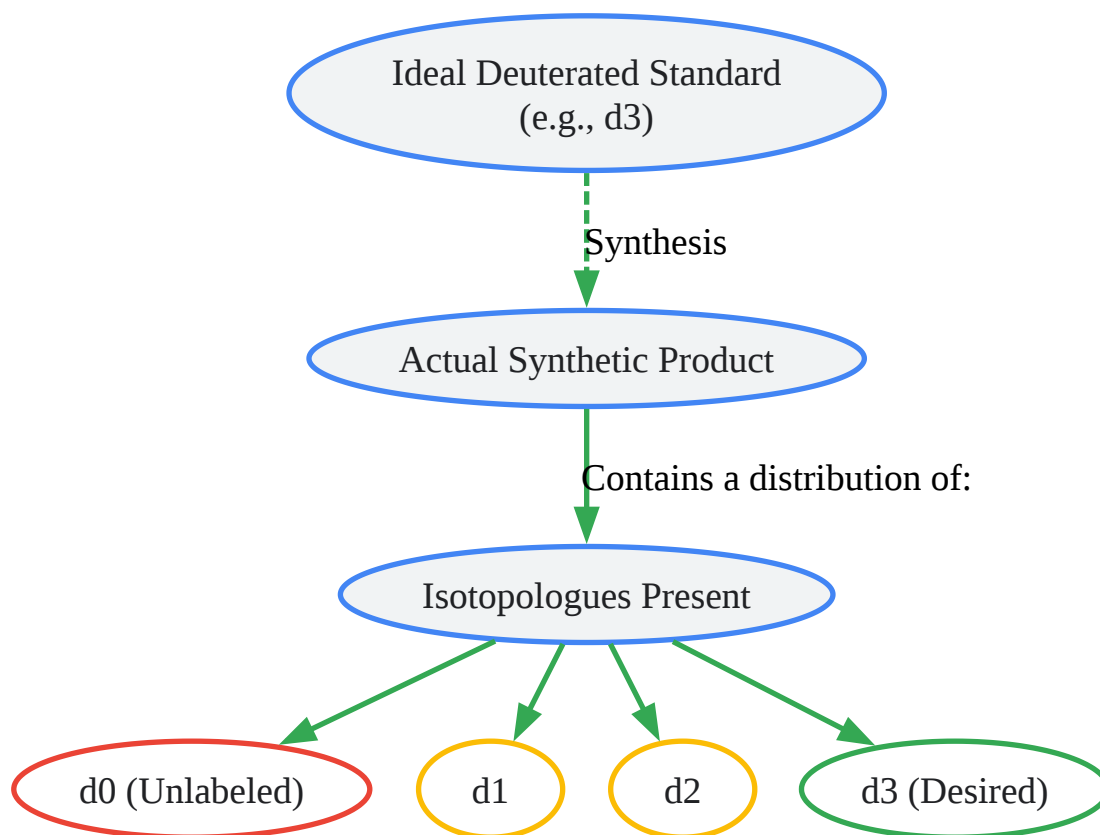 Ideal Deuterated Standard
(e.g., d3)
Synthesis
Actual Synthetic Product
Contains a distribution of:
Isotopologues Present
d0 (Unlabeled)
d1
d2
d3 (Desired)